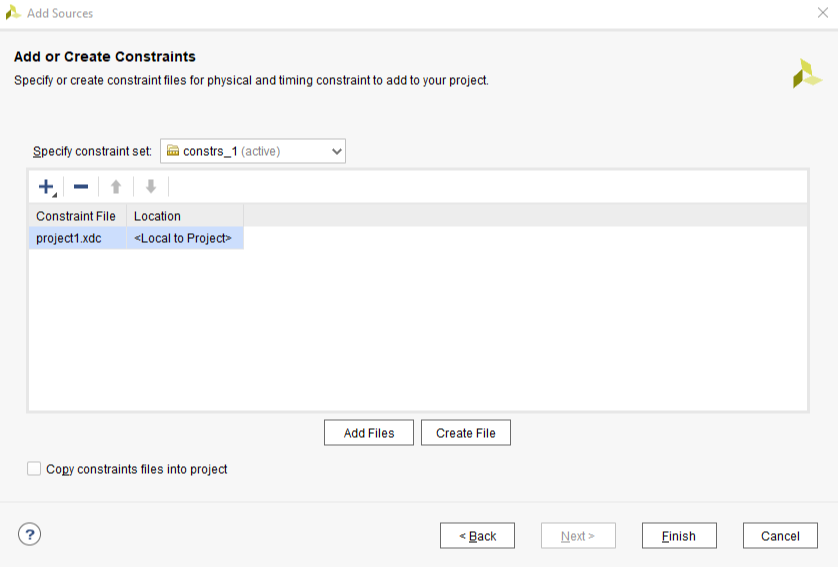 Add Sources
Add or Create Constraints
Specify or create constraint files for physical and timing constraint to add to your project.
Specify constraint set: constrs_1 (active)
Constraint File Location
project1.xdc <Local to Project>
Add Files Create File
Copy constraints files into project
? < Back Next > Finish Cancel